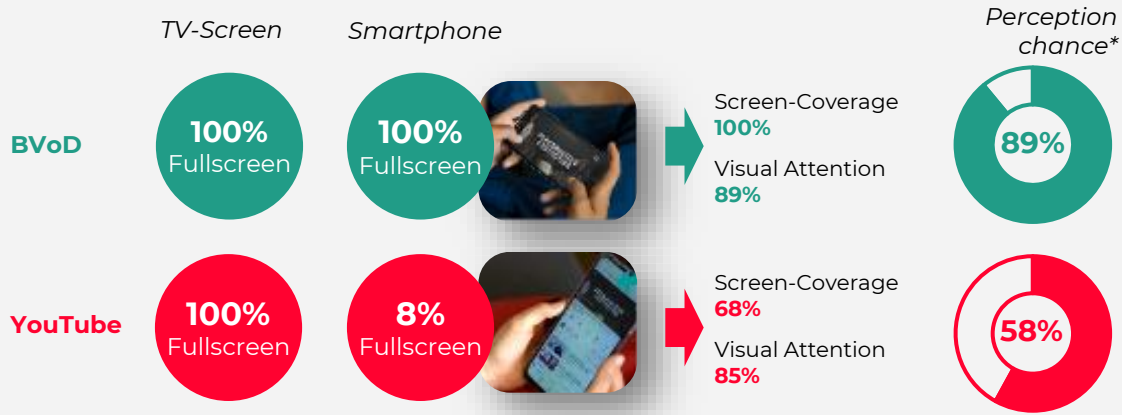 TV-Screen
Smartphone
Perception
chance*
BVoD
100%
Fullscreen
100%
Fullscreen
Screen-Coverage
100%
Visual Attention
89%
89%
YouTube
100%
Fullscreen
8%
Fullscreen
Screen-Coverage
68%
Visual Attention
85%
58%